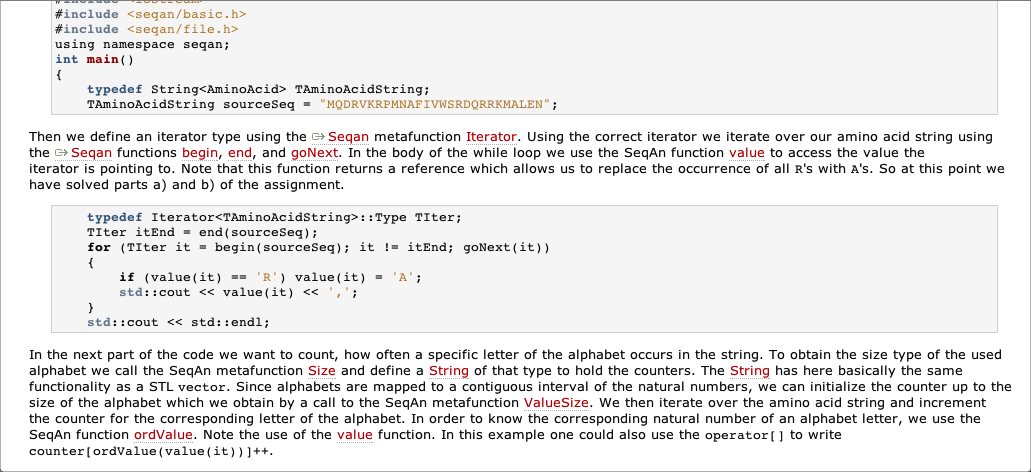 #include <iostream>
#include <seqan/basic.h>
#include <seqan/file.h>
using namespace seqan;
int main()
{
    typedef String<AminoAcid> TAminoAcidString;
    TAminoAcidString sourceSeq = "MQDRVKRPMNAFIVWSRDQRRKMALEN";
Then we define an iterator type using the Seqan metafunction Iterator. Using the correct iterator we iterate over our amino acid string using
the Seqan functions begin, end, and goNext. In the body of the while loop we use the SeqAn function value to access the value the
iterator is pointing to. Note that this function returns a reference which allows us to replace the occurrence of all R's with A's. So at this point we
have solved parts a) and b) of the assignment.
    typedef Iterator<TAminoAcidString>::Type TIter;
    TIter itEnd = end(sourceSeq);
    for (TIter it = begin(sourceSeq); it != itEnd; goNext(it))
    {
        if (value(it) == 'R') value(it) = 'A';
        std::cout << value(it) << ',';
    }
    std::cout << std::endl;
In the next part of the code we want to count, how often a specific letter of the alphabet occurs in the string. To obtain the size type of the used
alphabet we call the SeqAn metafunction Size and define a String of that type to hold the counters. The String has here basically the same
functionality as a STL vector. Since alphabets are mapped to a contiguous interval of the natural numbers, we can initialize the counter up to the
size of the alphabet which we obtain by a call to the SeqAn metafunction ValueSize. We then iterate over the amino acid string and increment
the counter for the corresponding letter of the alphabet. In order to know the corresponding natural number of an alphabet letter, we use the
SeqAn function ordValue. Note the use of the value function. In this example one could also use the operator[] to write
counter[ordValue(value(it))]++.